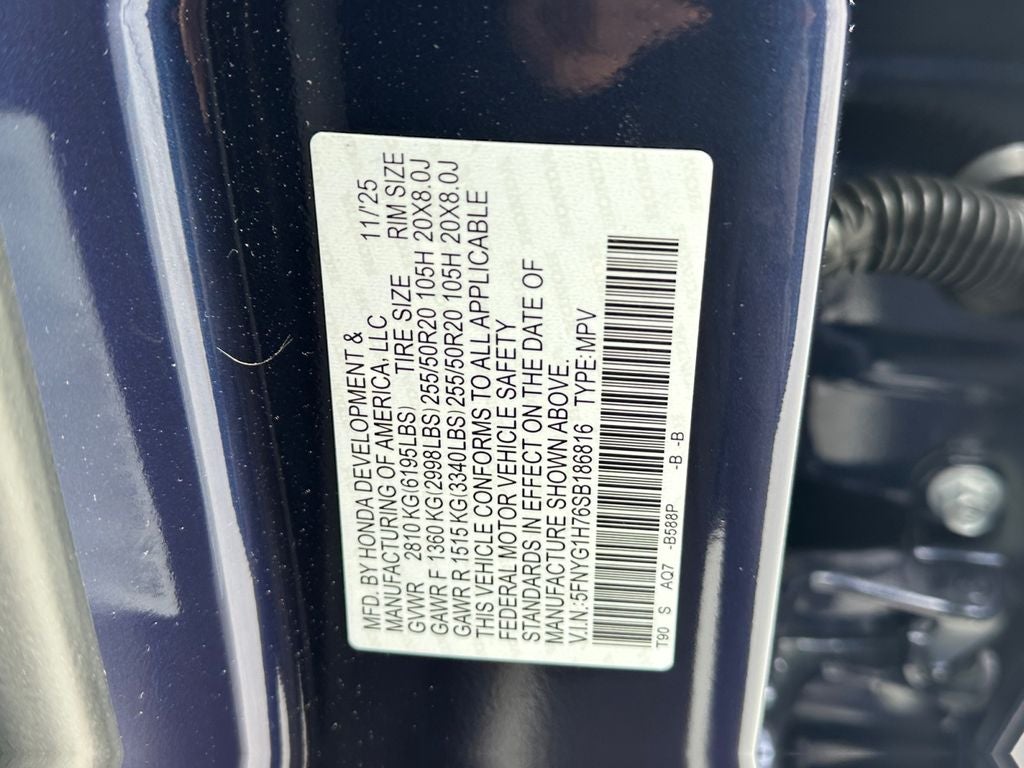 MFD. BY HONDA DEVELOPMENT & 11/25
MANUFACTURING OF AMERICA, LLC
GVWR 2810 KG(6195LBS) TIRE SIZE RIM SIZE
GAWR F 1360 KG(2998LBS) 255/50R20 105H 20X8.0J
GAWR R 1515 KG(3340LBS) 255/50R20 105H 20X8.0J
THIS VEHICLE CONFORMS TO ALL APPLICABLE
FEDERAL MOTOR VEHICLE SAFETY
STANDARDS IN EFFECT ON THE DATE OF
MANUFACTURE SHOWN ABOVE.
V.I.N.:5FNYG1H76SB186816 TYPE:MPV
T90 S AQ7 -B588P -B -B